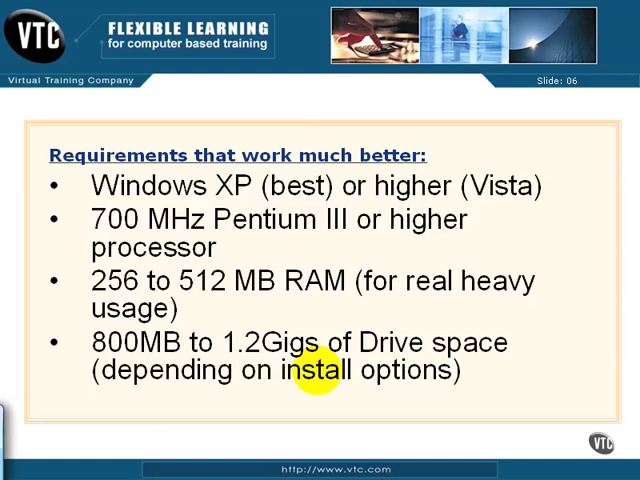 VTC
FLEXIBLE LEARNING
for computer based training
Virtual Training Company
Slide: 06
Requirements that work much better:
• Windows XP (best) or higher (Vista)
• 700 MHz Pentium III or higher
processor
• 256 to 512 MB RAM (for real heavy
usage)
• 800MB to 1.2Gigs of Drive space
(depending on install options)
VTC
http://www.vtc.com